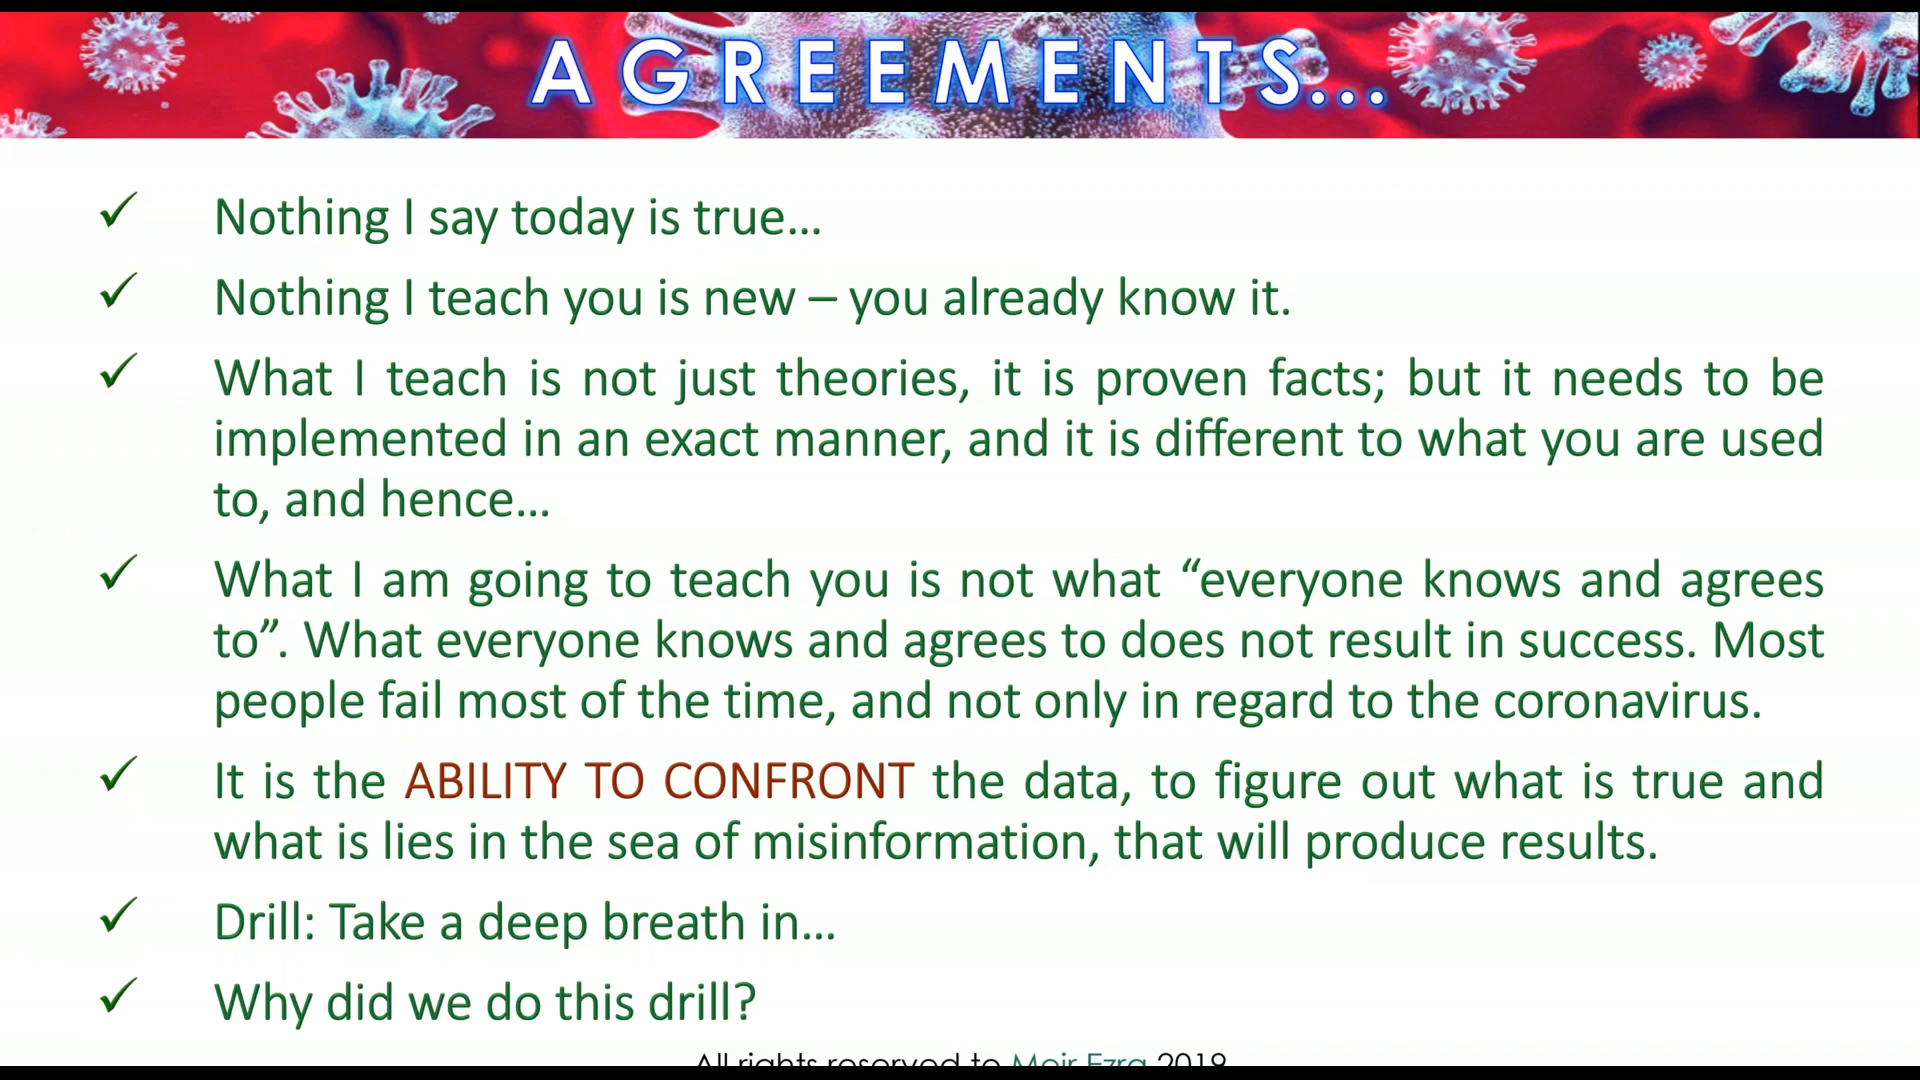 AGREEMENTS...
✓ Nothing I say today is true...
✓ Nothing I teach you is new – you already know it.
✓ What I teach is not just theories, it is proven facts; but it needs to be
implemented in an exact manner, and it is different to what you are used
to, and hence...
✓ What I am going to teach you is not what “everyone knows and agrees
to”. What everyone knows and agrees to does not result in success. Most
people fail most of the time, and not only in regard to the coronavirus.
✓ It is the ABILITY TO CONFRONT the data, to figure out what is true and
what is lies in the sea of misinformation, that will produce results.
✓ Drill: Take a deep breath in...
✓ Why did we do this drill?
All rights reserved to Meir Ezra 2019